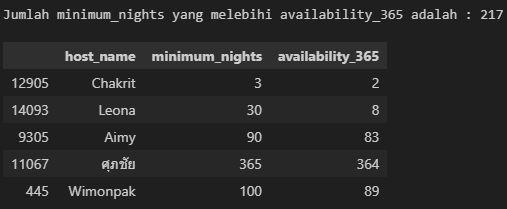 Jumlah minimum_nights yang melebihi availability_365 adalah : 217
host_name minimum_nights availability_365
12905 Chakrit 3 2
14093 Leona 30 8
9305 Aimy 90 83
11067 ศุภชัย 365 364
445 Wimonpak 100 89